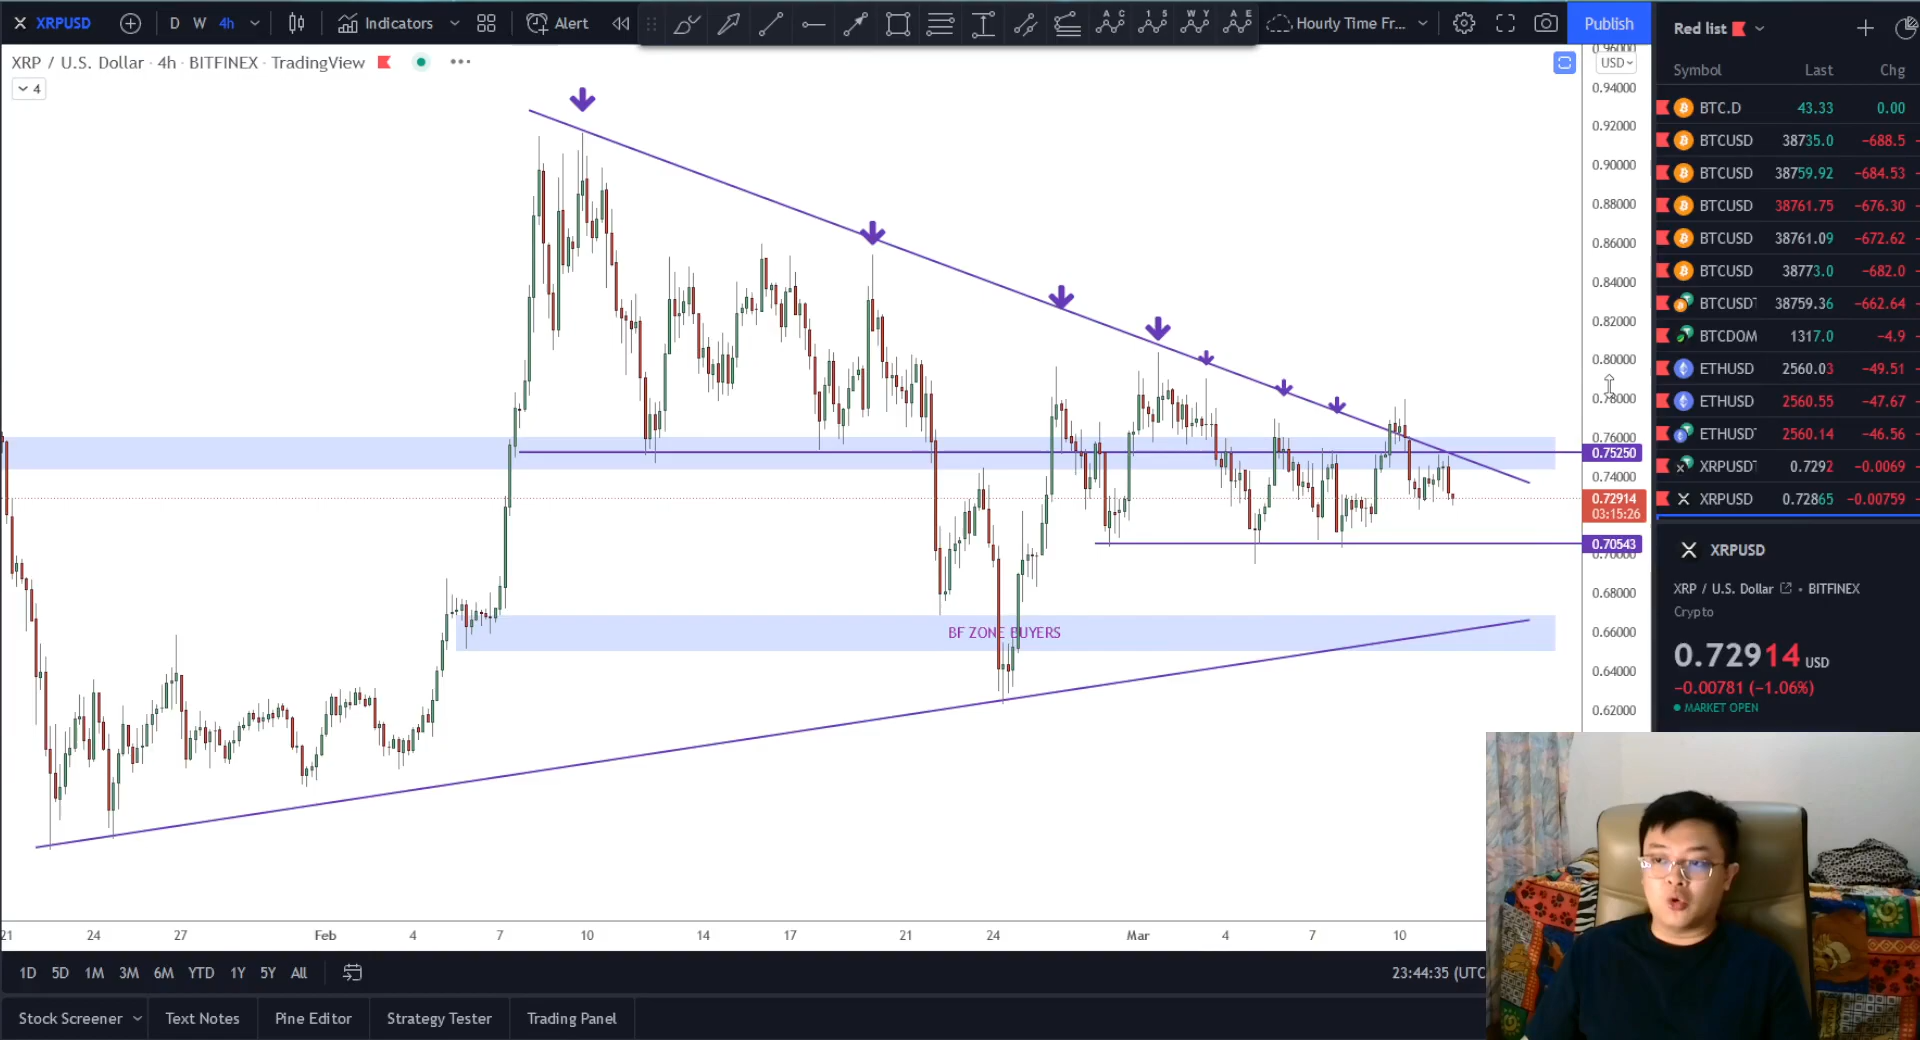 XRPUSD D W 4h Indicators Alert Hourly Time Fr... Publish
XRP / U.S. Dollar · 4h · BITFINEX · TradingView
4
USD
0.94000
0.92000
0.90000
0.88000
0.86000
0.84000
0.82000
0.80000
0.78000
0.76000
0.75250
0.74000
0.72914
03:15:26
0.70543
0.68000
0.66000
0.64000
0.62000
BF ZONE BUYERS
21 24 27 Feb 4 7 10 14 17 21 24 Mar 4 7 10
1D 5D 1M 3M 6M YTD 1Y 5Y All
23:44:35 (UTC
Stock Screener Text Notes Pine Editor Strategy Tester Trading Panel
Red list
Symbol Last Chg
BTC.D 43.33 0.00
BTCUSD 38735.0 −688.5
BTCUSD 38759.92 −684.53
BTCUSD 38761.75 −676.30
BTCUSD 38761.09 −672.62
BTCUSD 38773.0 −682.0
BTCUSDT 38759.36 −662.64
BTCDOM 1317.0 −4.9
ETHUSD 2560.03 −49.51
ETHUSD 2560.55 −47.67
ETHUSDT 2560.14 −46.56
XRPUSDT 0.7292 −0.0069
XRPUSD 0.72865 −0.00759
XRPUSD
XRP / U.S. Dollar • BITFINEX
Crypto
0.72914 USD
−0.00781 (−1.06%)
MARKET OPEN